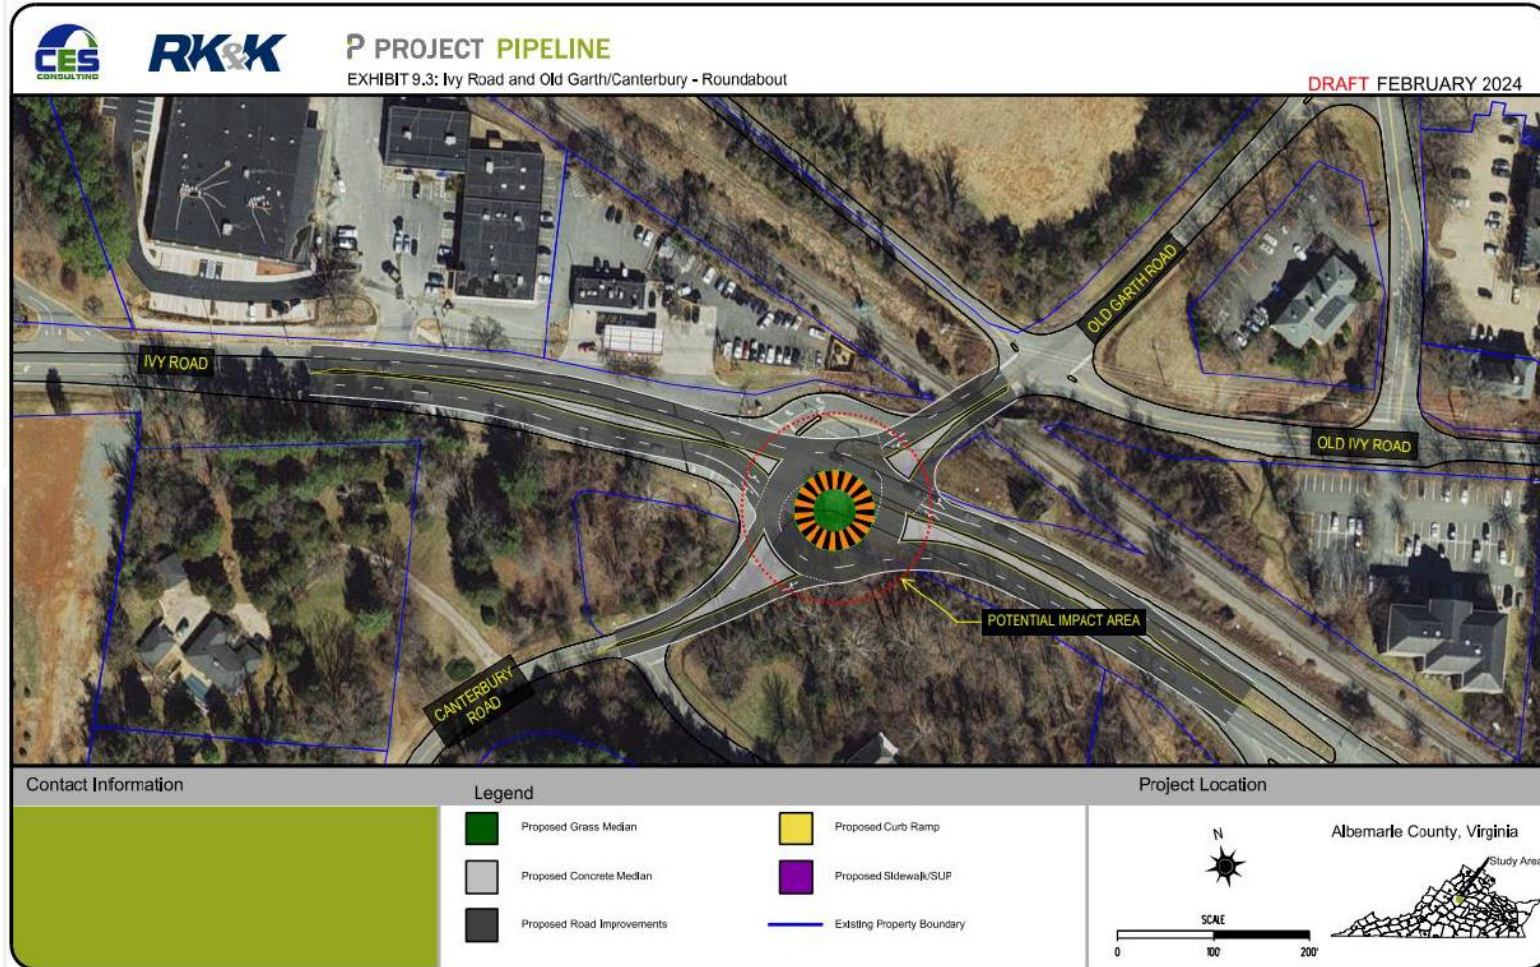 CES
CONSULTING
RK&K
PROJECT PIPELINE
EXHIBIT 9.3: Ivy Road and Old Garth/Canterbury - Roundabout
DRAFT FEBRUARY 2024
IVY ROAD
OLD GARTH ROAD
OLD IVY ROAD
POTENTIAL IMPACT AREA
CANTERBURY
ROAD
Contact Information
Legend
Proposed Grass Median
Proposed Concrete Median
Proposed Road Improvements
Proposed Curb Ramp
Proposed Sidewalk/SUP
Existing Property Boundary
Project Location
N
SCALE
0 100' 200'
Albemarle County, Virginia
Study Area